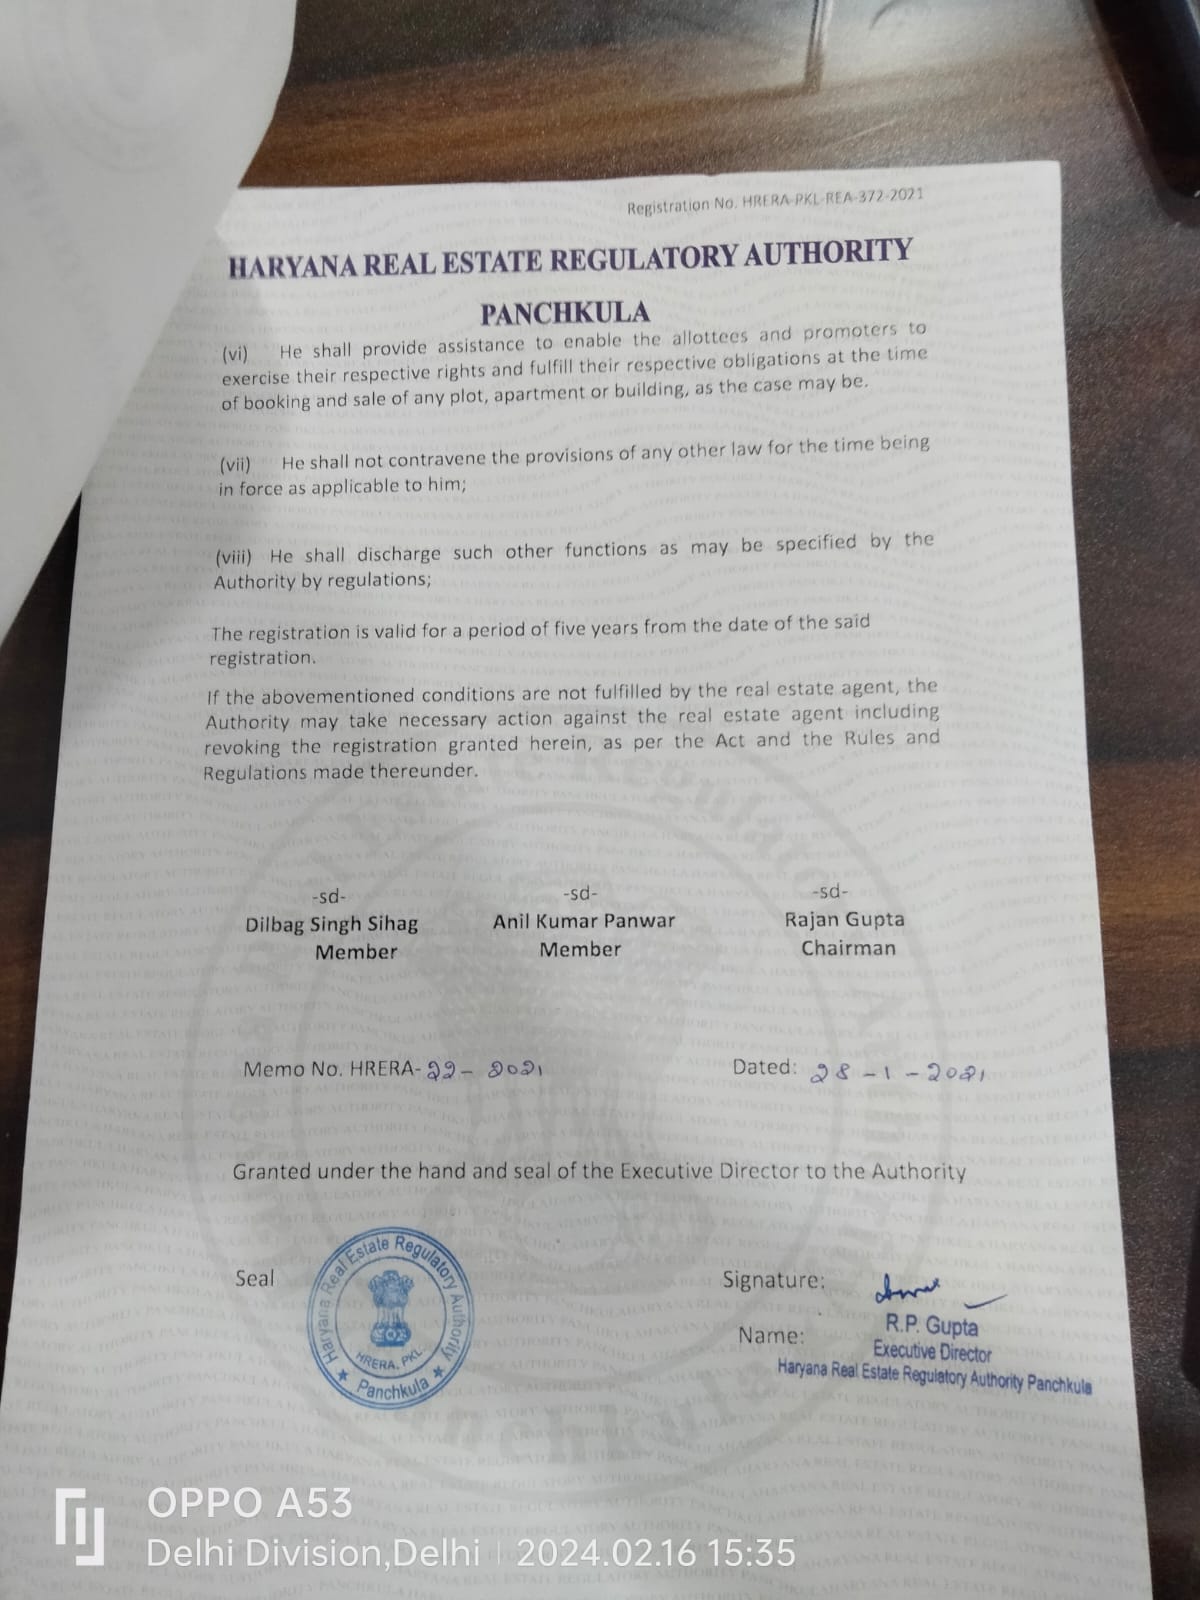 Registration No. HRERA-PKL-REA-372-2021
HARYANA REAL ESTATE REGULATORY AUTHORITY
PANCHKULA
(vi) He shall provide assistance to enable the allottees and promoters to
exercise their respective rights and fulfill their respective obligations at the time
of booking and sale of any plot, apartment or building, as the case may be.
(vii) He shall not contravene the provisions of any other law for the time being
in force as applicable to him;
(viii) He shall discharge such other functions as may be specified by the
Authority by regulations;
The registration is valid for a period of five years from the date of the said
registration.
If the abovementioned conditions are not fulfilled by the real estate agent, the
Authority may take necessary action against the real estate agent including
revoking the registration granted herein, as per the Act and the Rules and
Regulations made thereunder.
-sd- -sd- -sd-
Dilbag Singh Sihag Anil Kumar Panwar Rajan Gupta
Member Member Chairman
Memo No. HRERA-22-2021 Dated: 28-1-2021
Granted under the hand and seal of the Executive Director to the Authority
Seal
Haryana Real Estate Regulatory Authority
HRERA, PKL.
★ Panchkula ★
Signature:
Name: R.P. Gupta
Executive Director
Haryana Real Estate Regulatory Authority Panchkula
OPPO A53
Delhi Division,Delhi | 2024.02.16 15:35